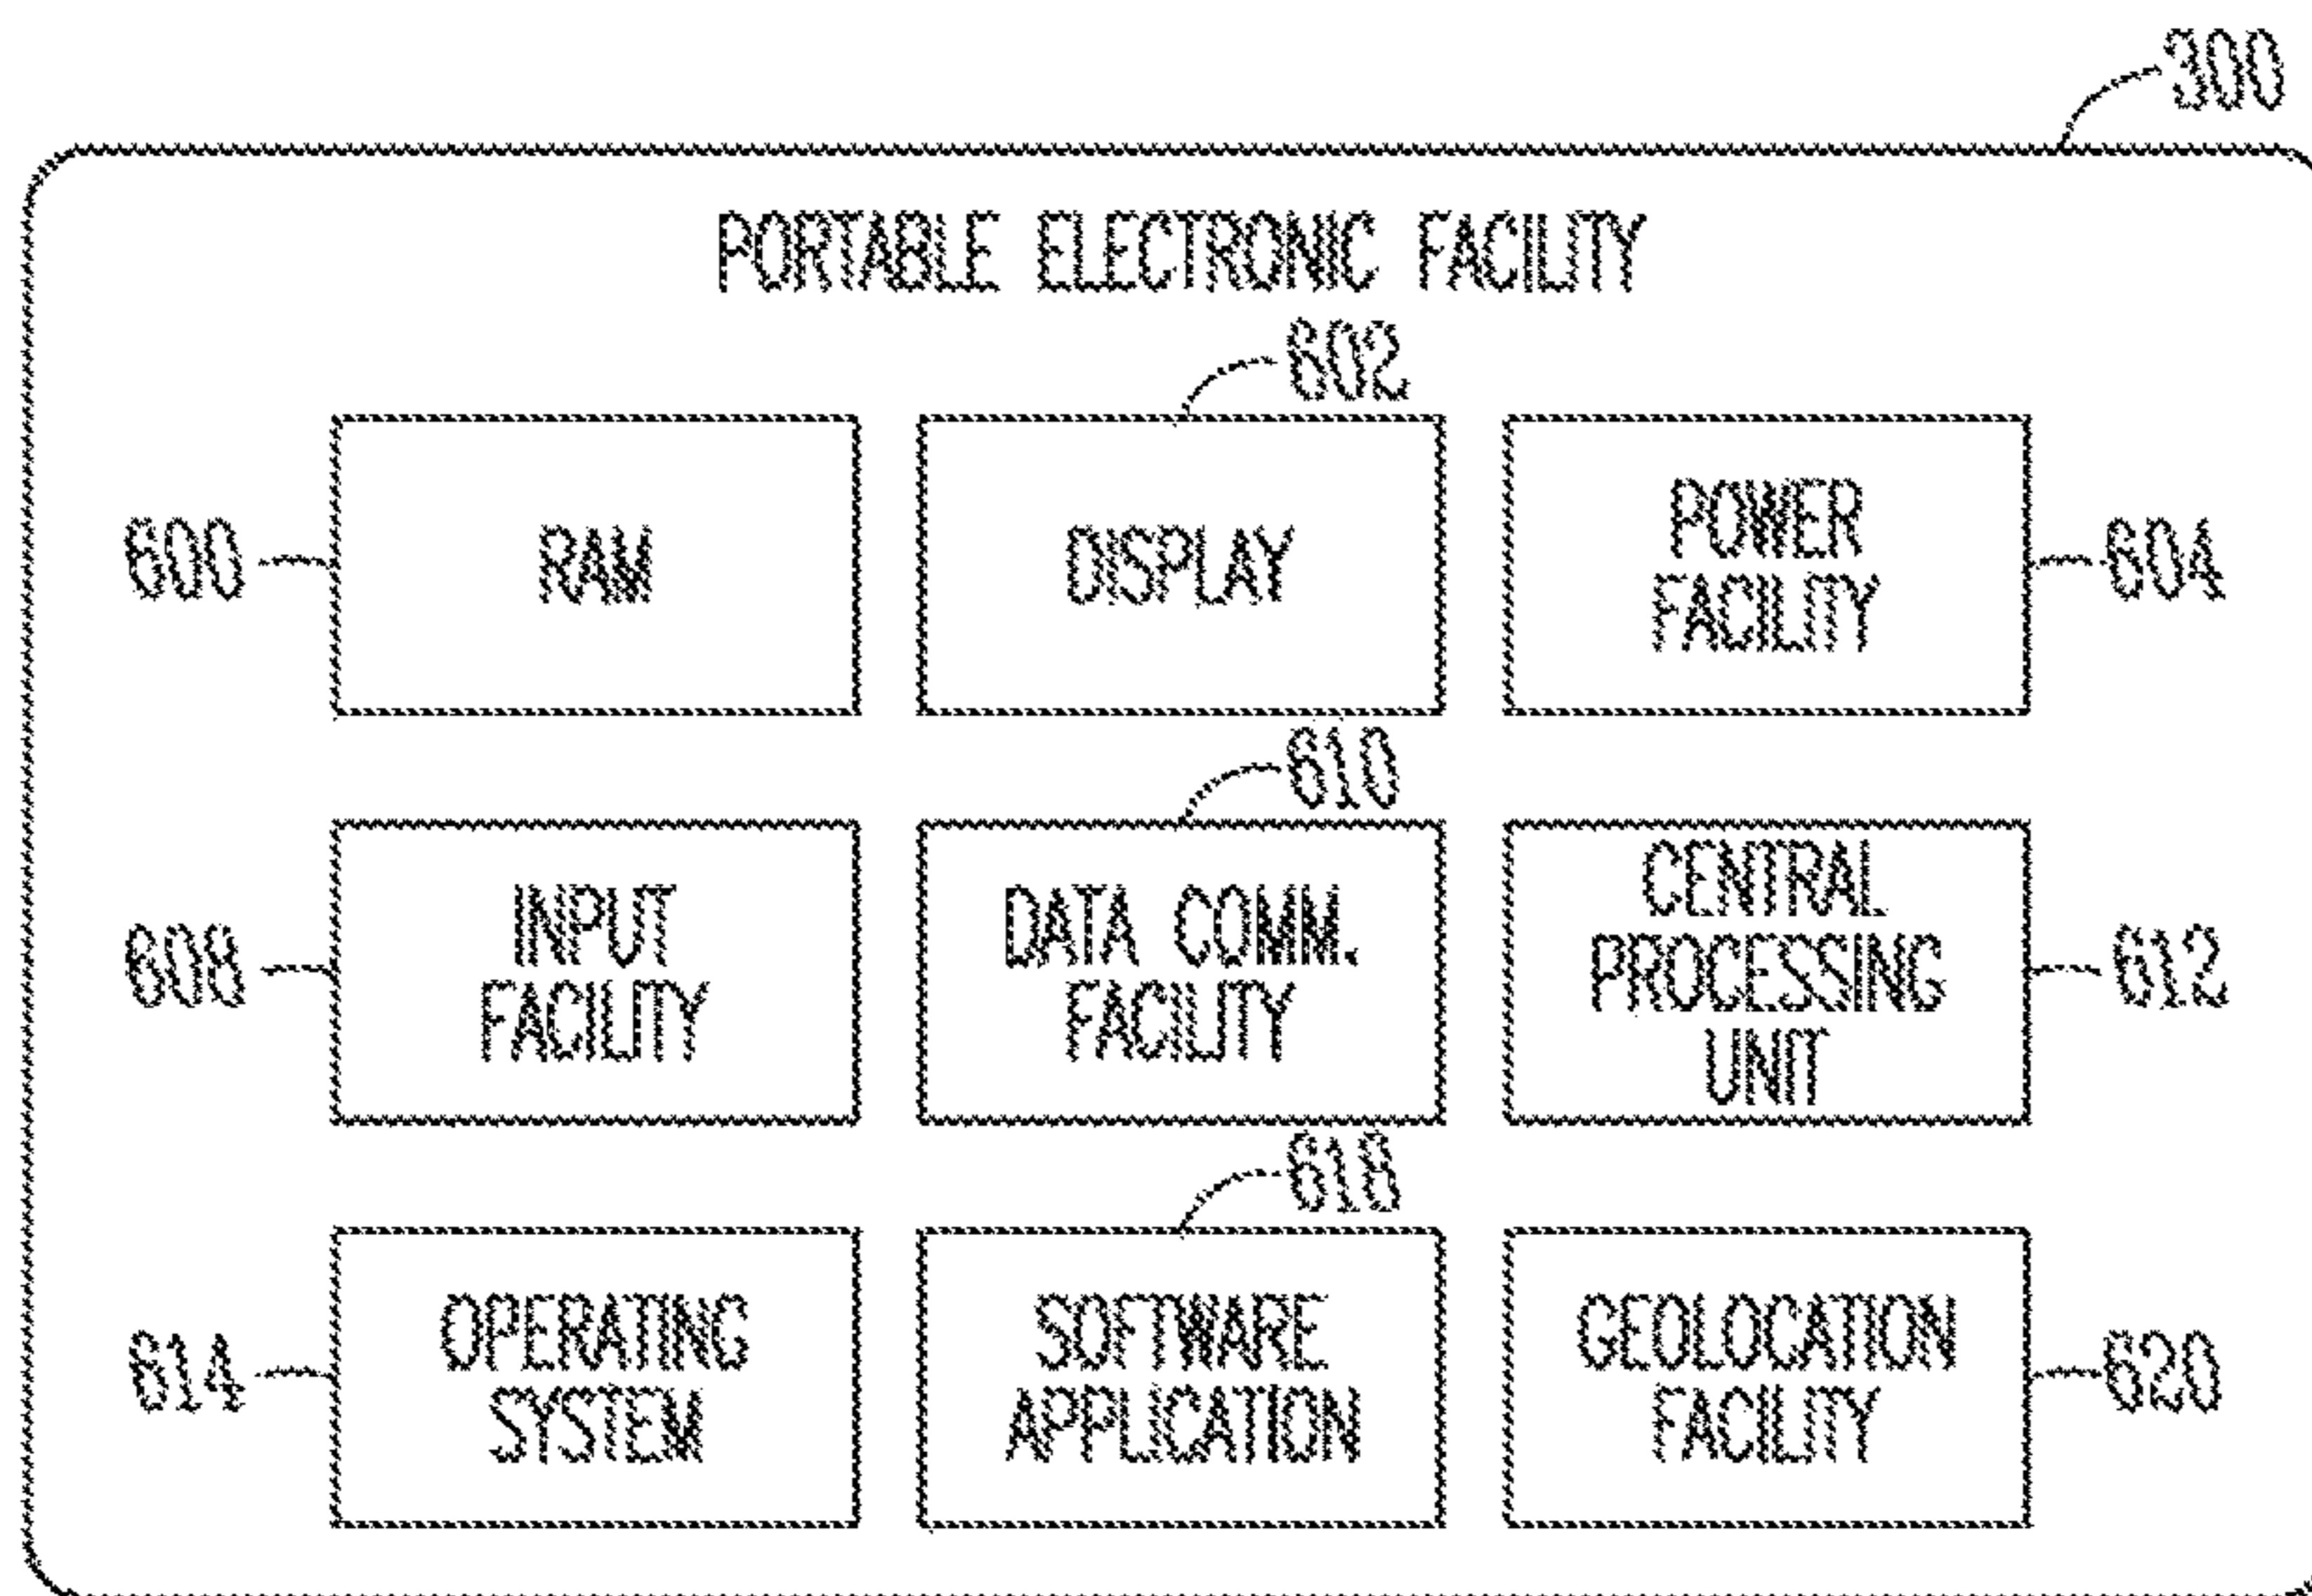 300
PORTABLE ELECTRONIC FACILITY
602
600
RAM
DISPLAY
POWER
FACILITY
604
610
608
INPUT
FACILITY
DATA COMM.
FACILITY
CENTRAL
PROCESSING
UNIT
612
618
614
OPERATING
SYSTEM
SOFTWARE
APPLICATION
GEOLOCATION
FACILITY
620